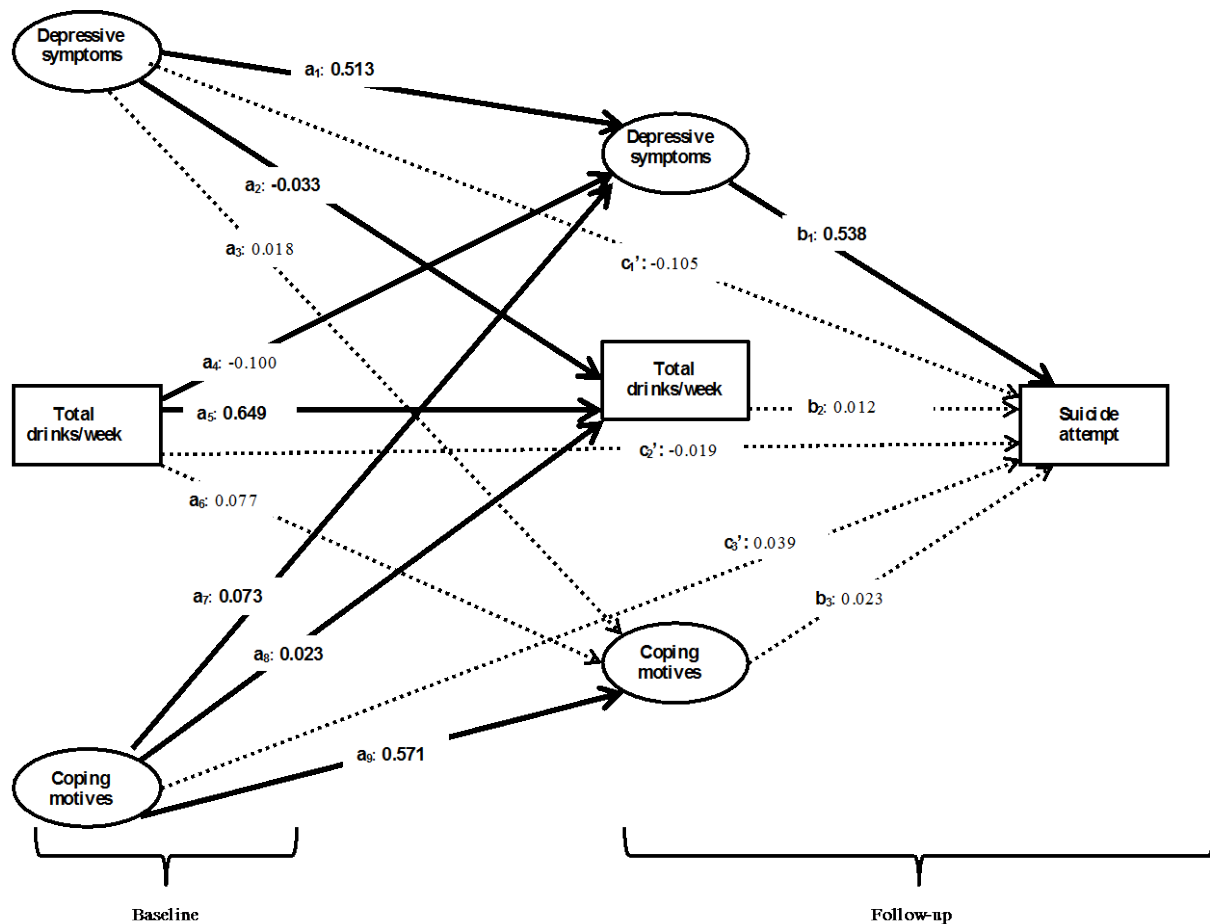 Depressive
symptoms
a₁: 0.513
Depressive
symptoms
a₂: -0.033
b₁: 0.538
a₃: 0.018
c₁’: -0.105
a₄: -0.100
Total
drinks/week
Total
drinks/week
a₅: 0.649
b₂: 0.012
Suicide
attempt
c₂’: -0.019
a₆: 0.077
c₃’: 0.039
a₇: 0.073
b₃: 0.023
a₈: 0.023
Coping
motives
a₉: 0.571
Coping
motives
Baseline
Follow-up